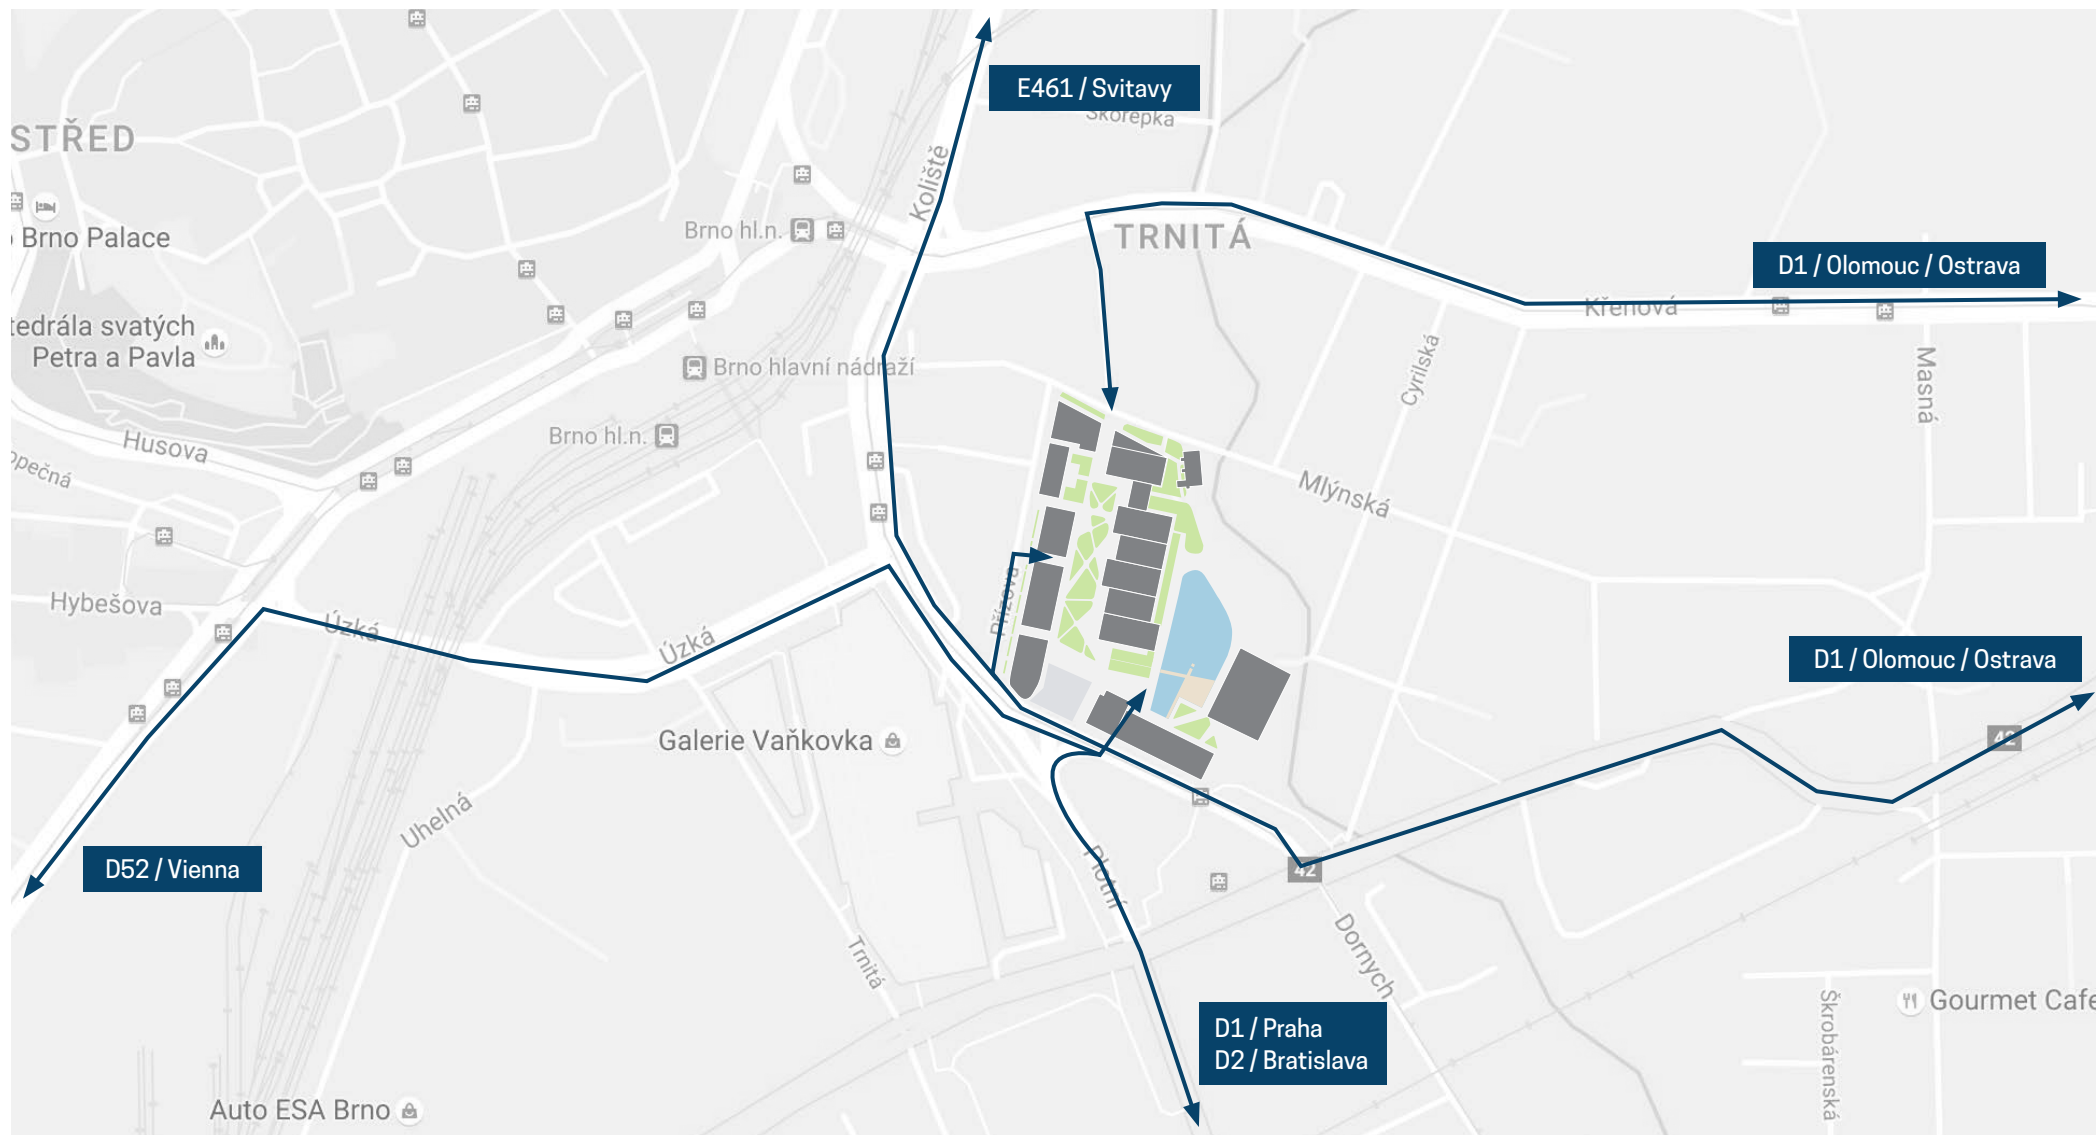 E461 / Svitavy
Skořepka
STŘED
Koliště
Brno Palace
Brno hl.n.
TRNITÁ
D1 / Olomouc / Ostrava
Křenová
tedrála svatých
Petra a Pavla
Brno hlavní nádraží
Cyrilská
Masná
Husova
Brno hl.n.
opečná
Mlýnská
Hybešova
Úzká
Úzká
Přízova
D1 / Olomouc / Ostrava
42
Galerie Vaňkovka
Uhelná
D52 / Vienna
Plotní
42
Trnitá
Dornych
Škrobárenská
Gourmet Cafe
D1 / Praha
D2 / Bratislava
Auto ESA Brno